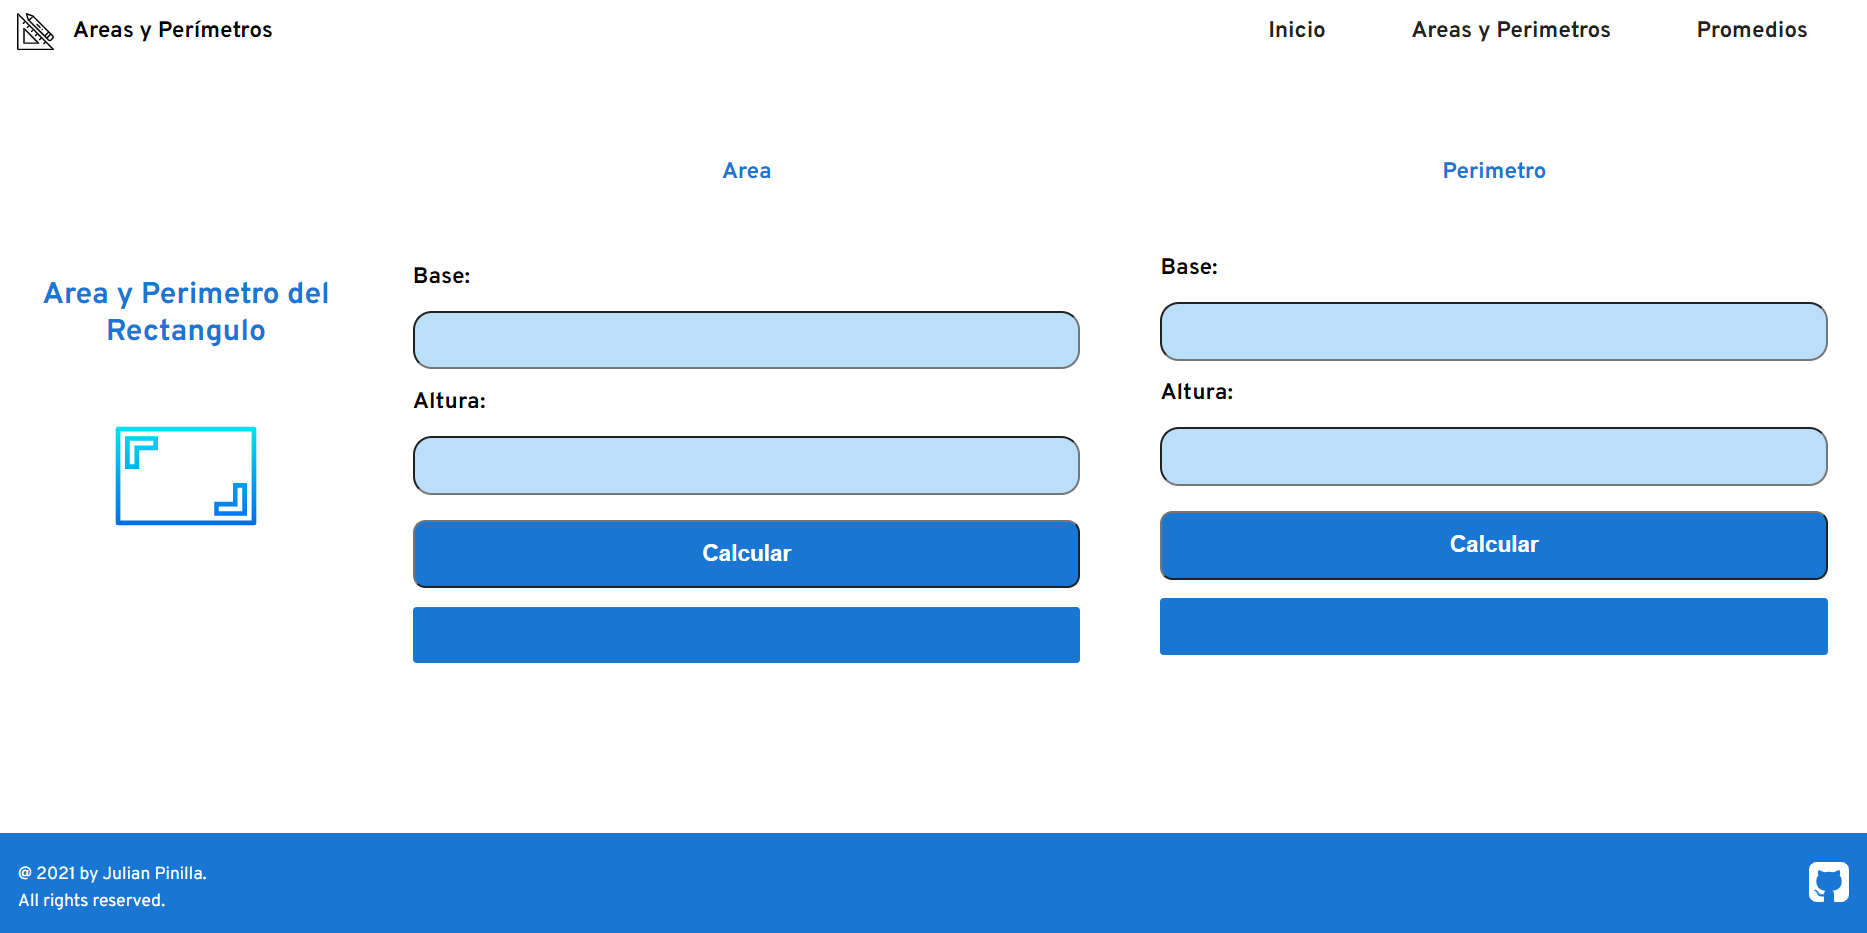 Areas y Perímetros
Inicio
Areas y Perimetros
Promedios
Area y Perimetro del
Rectangulo
Area
Base:
Altura:
Calcular
Perimetro
Base:
Altura:
Calcular
@ 2021 by Julian Pinilla.
All rights reserved.